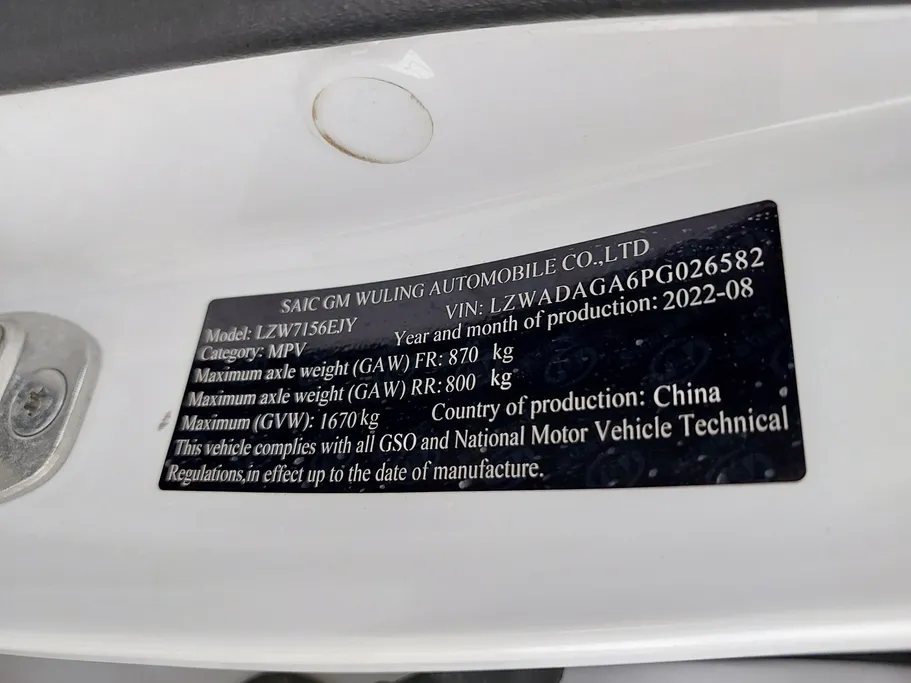 SAIC GM WULING AUTOMOBILE CO.,LTD
Model: LZW7156EJY VIN: LZWADAGA6PG026582
Category: MPV Year and month of production: 2022-08
Maximum axle weight (GAW) FR: 870 kg
Maximum axle weight (GAW) RR: 800 kg
Maximum (GVW): 1670 kg Country of production: China
This vehicle complies with all GSO and National Motor Vehicle Technical
Regulations,in effect up to the date of manufacture.